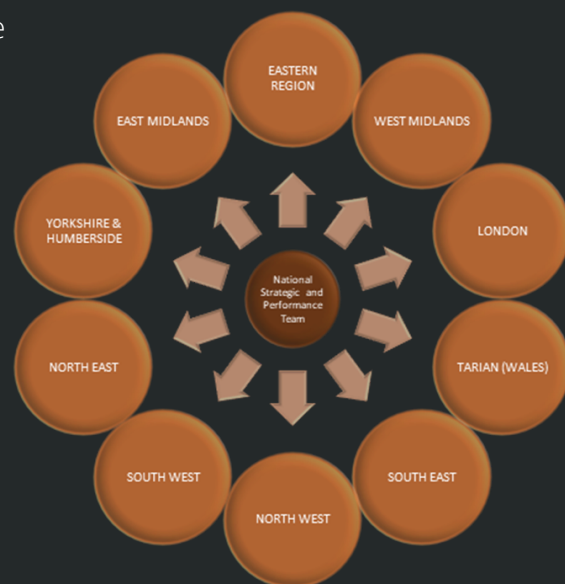 e
EASTERN
REGION
EAST MIDLANDS
WEST MIDLANDS
YORKSHIRE &
HUMBERSIDE
LONDON
National
Strategic and
Performance
Team
NORTH EAST
TARIAN (WALES)
SOUTH WEST
SOUTH EAST
NORTH WEST